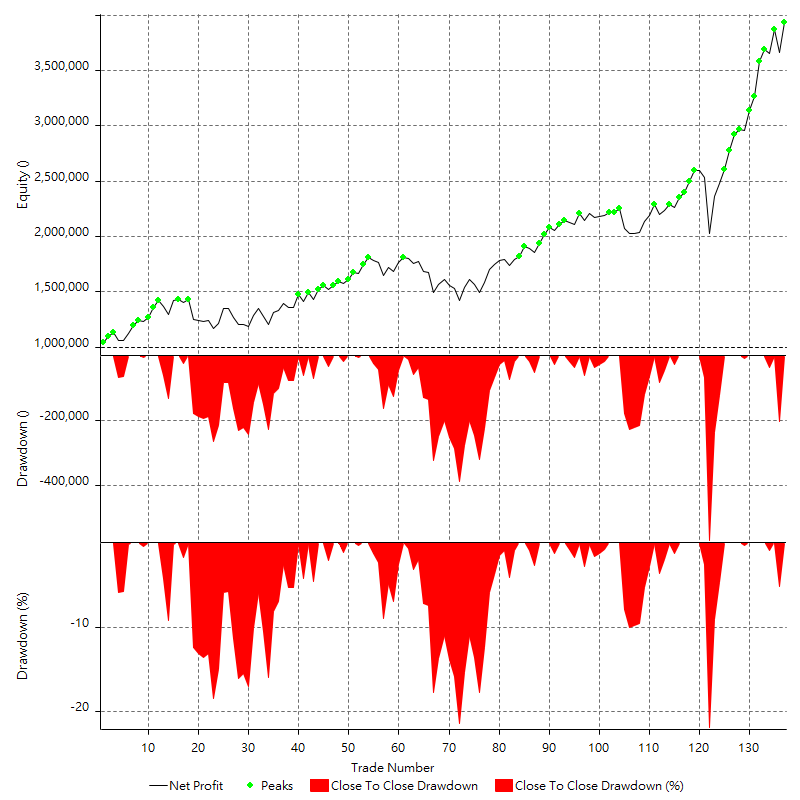 3,500,000
3,000,000
2,500,000
2,000,000
1,500,000
1,000,000
Equity ()
-200,000
-400,000
Drawdown ()
-10
-20
Drawdown (%)
10 20 30 40 50 60 70 80 90 100 110 120 130
Trade Number
Net Profit Peaks Close To Close Drawdown Close To Close Drawdown (%)